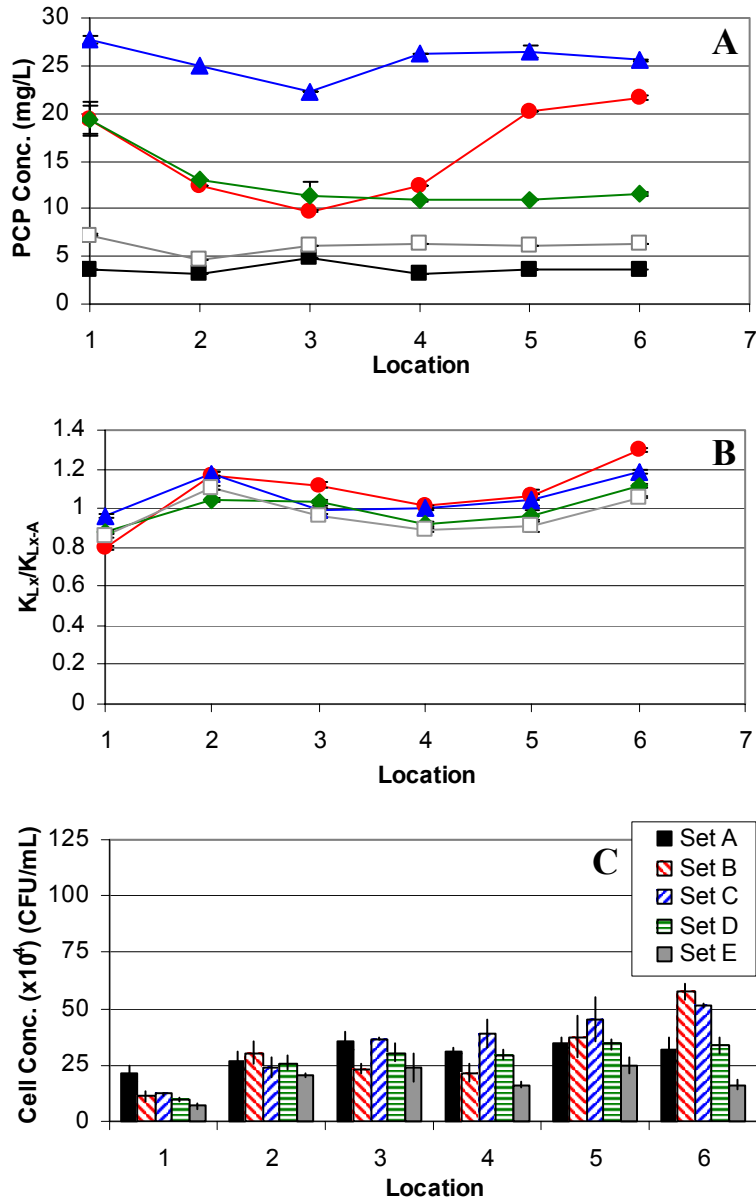 A
PCP Conc. (mg/L)
30
25
20
15
10
5
0
1 2 3 4 5 6 7
Location
B
K_Lx/K_Lx-A
1.4
1.2
1
0.8
0.6
0.4
0.2
0
1 2 3 4 5 6 7
Location
C
Cell Conc. (x10⁴) (CFU/mL)
125
100
75
50
25
0
Set A
Set B
Set C
Set D
Set E
1 2 3 4 5 6
Location